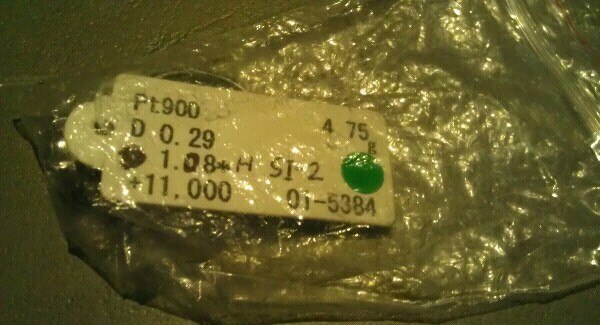 Pt900
4.75
D 0.29
g
1.08* H SI 2
+11,000 01-5384